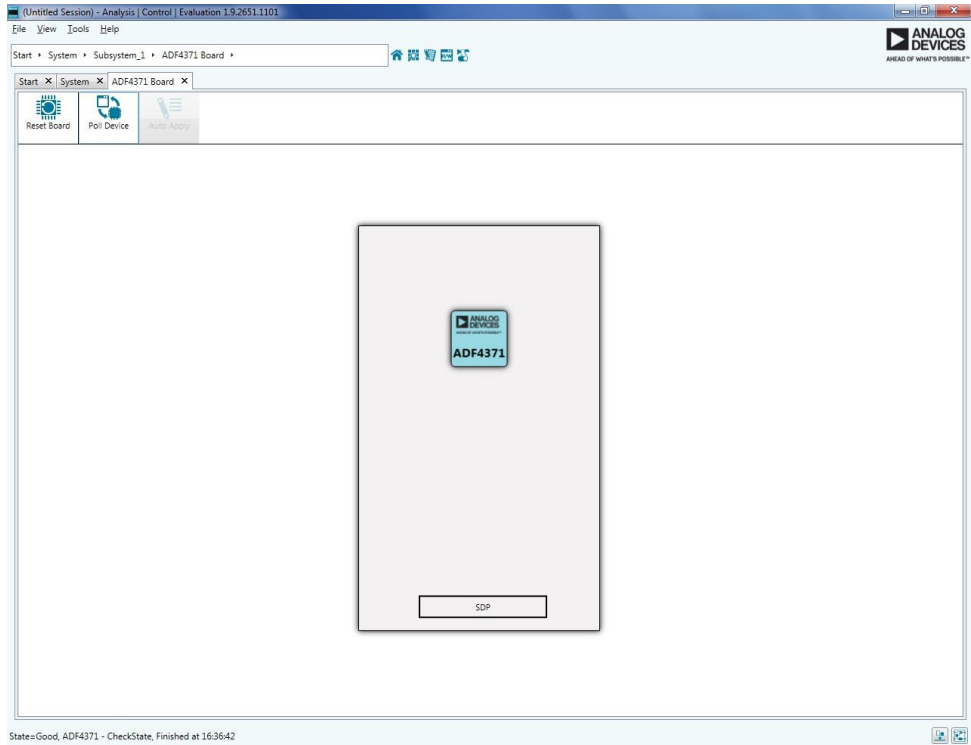 (Untitled Session) - Analysis | Control | Evaluation 1.9.2651.1101
File View Tools Help
ANALOG
DEVICES
AHEAD OF WHAT'S POSSIBLE™
Start System Subsystem_1 ADF4371 Board
Start System ADF4371 Board
Reset Board Poll Device Auto Apply
ANALOG
DEVICES
ADF4371
SDP
State=Good, ADF4371 - CheckState, Finished at 16:36:42